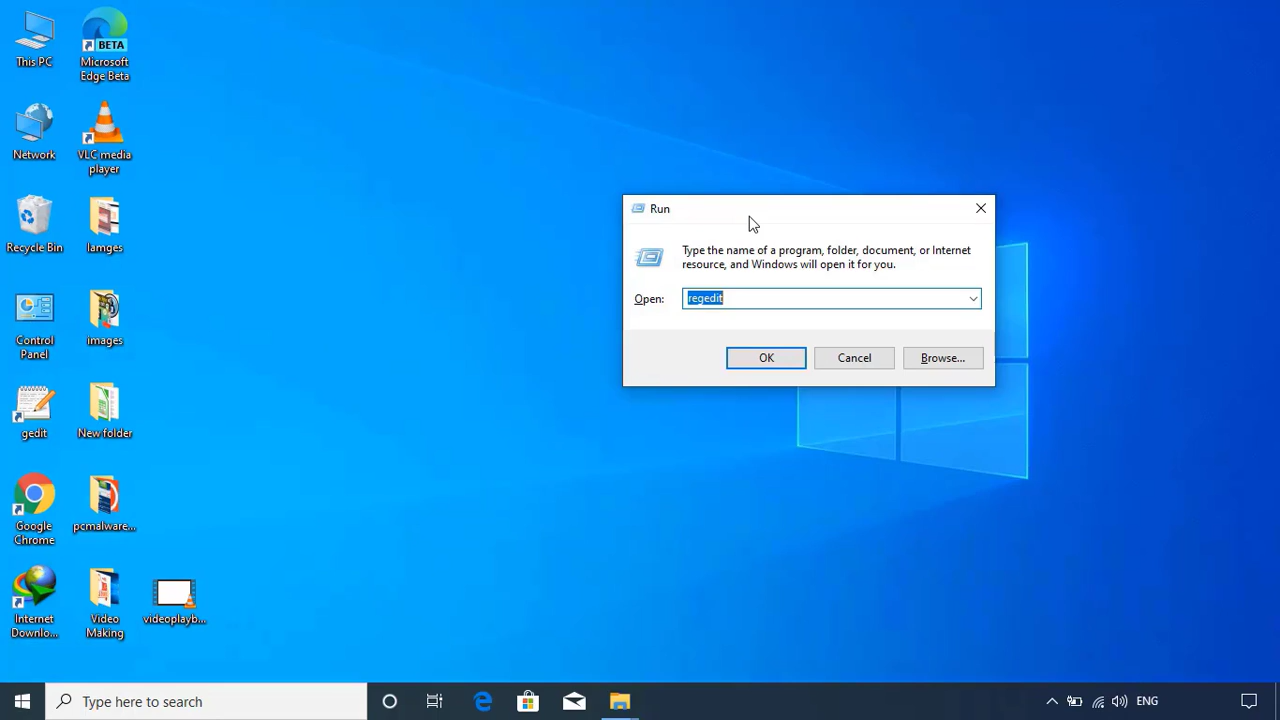 This PC
BETA
Microsoft
Edge Beta
Network
VLC media
player
Recycle Bin
Iamges
Control
Panel
images
gedit
New folder
Google
Chrome
pcmalware...
Internet
Downlo...
Video
Making
videoplayb...
Run
Type the name of a program, folder, document, or Internet
resource, and Windows will open it for you.
Open:
regedit
OK
Cancel
Browse...
Type here to search
ENG